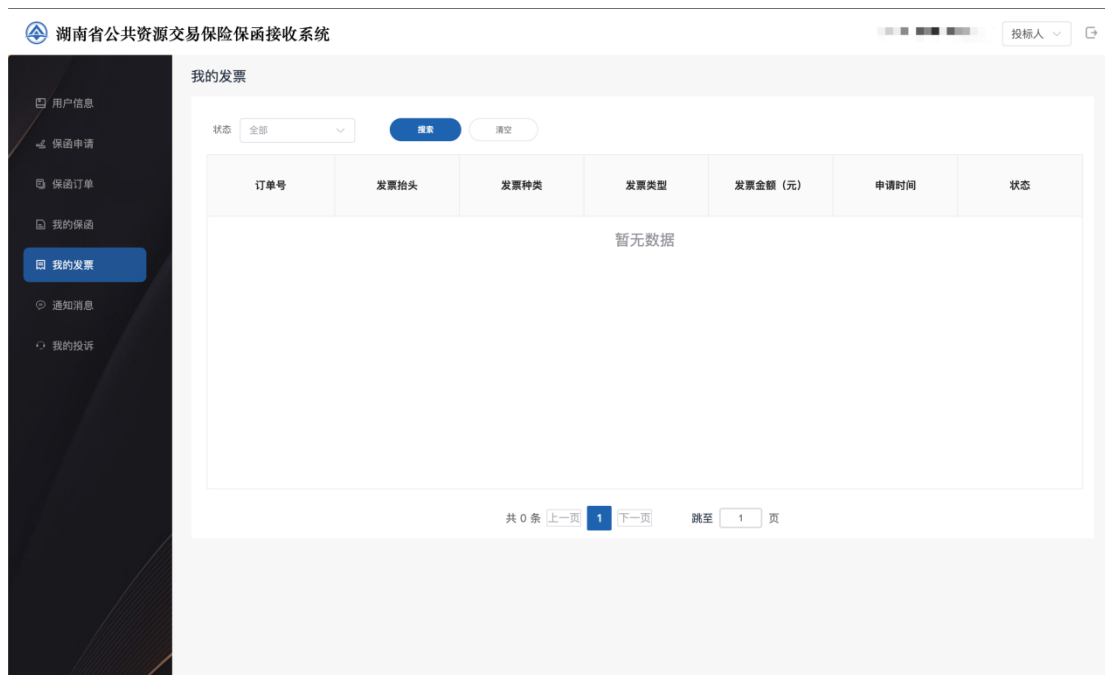 湖南省公共资源交易保险保函接收系统
投标人
用户信息
保函申请
保函订单
我的保函
我的发票
通知消息
我的投诉
我的发票
状态 全部 搜索 清空
订单号 发票抬头 发票种类 发票类型 发票金额（元） 申请时间 状态
暂无数据
共 0 条 上一页 1 下一页 跳至 1 页